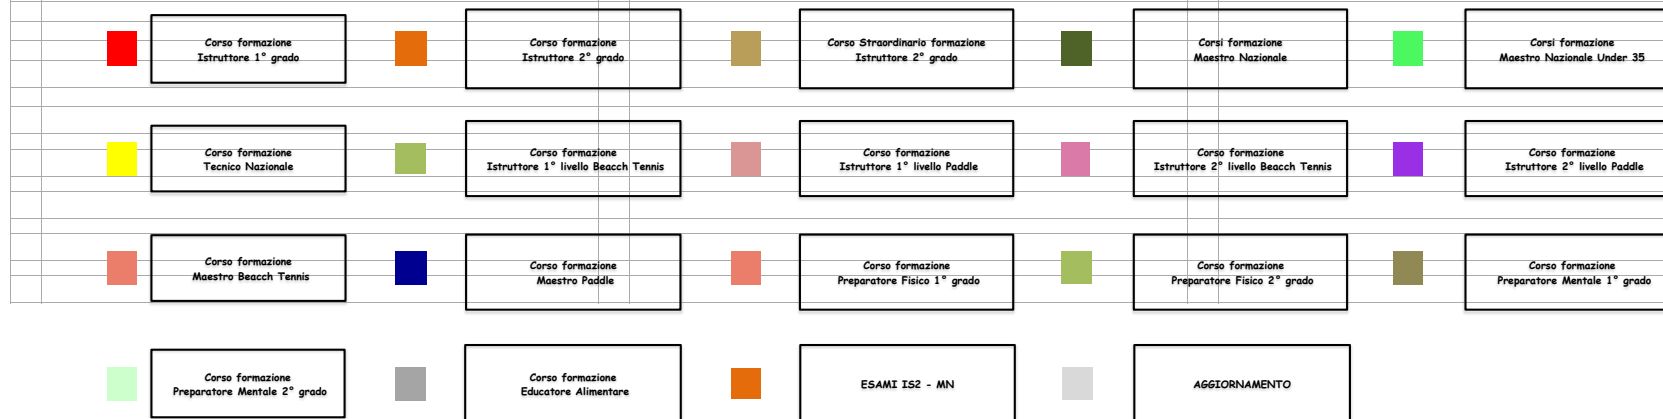 Corso formazione
Istruttore 1° grado
Corso formazione
Istruttore 2° grado
Corso Straordinario formazione
Istruttore 2° grado
Corsi formazione
Maestro Nazionale
Corsi formazione
Maestro Nazionale Under 35
Corso formazione
Tecnico Nazionale
Corso formazione
Istruttore 1° livello Beacch Tennis
Corso formazione
Istruttore 1° livello Paddle
Corso formazione
Istruttore 2° livello Beacch Tennis
Corso formazione
Istruttore 2° livello Paddle
Corso formazione
Maestro Beacch Tennis
Corso formazione
Maestro Paddle
Corso formazione
Preparatore Fisico 1° grado
Corso formazione
Preparatore Fisico 2° grado
Corso formazione
Preparatore Mentale 1° grado
Corso formazione
Preparatore Mentale 2° grado
Corso formazione
Educatore Alimentare
ESAMI IS2 - MN
AGGIORNAMENTO